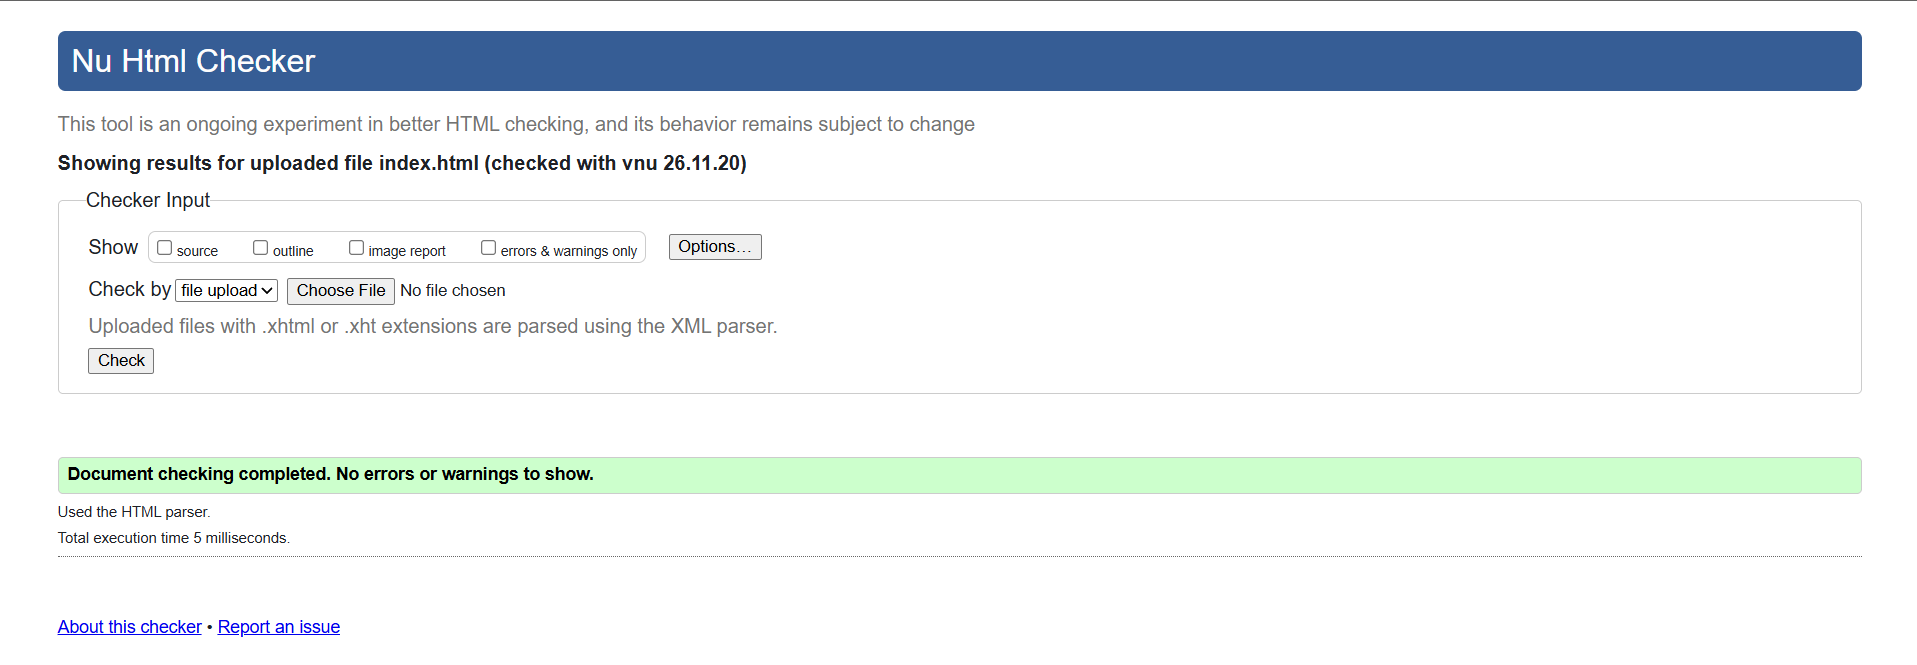 Nu Html Checker
This tool is an ongoing experiment in better HTML checking, and its behavior remains subject to change
Showing results for uploaded file index.html (checked with vnu 26.11.20)
Checker Input
Show source outline image report errors & warnings only Options...
Check by file upload Choose File No file chosen
Uploaded files with .xhtml or .xht extensions are parsed using the XML parser.
Check
Document checking completed. No errors or warnings to show.
Used the HTML parser.
Total execution time 5 milliseconds.
About this checker • Report an issue